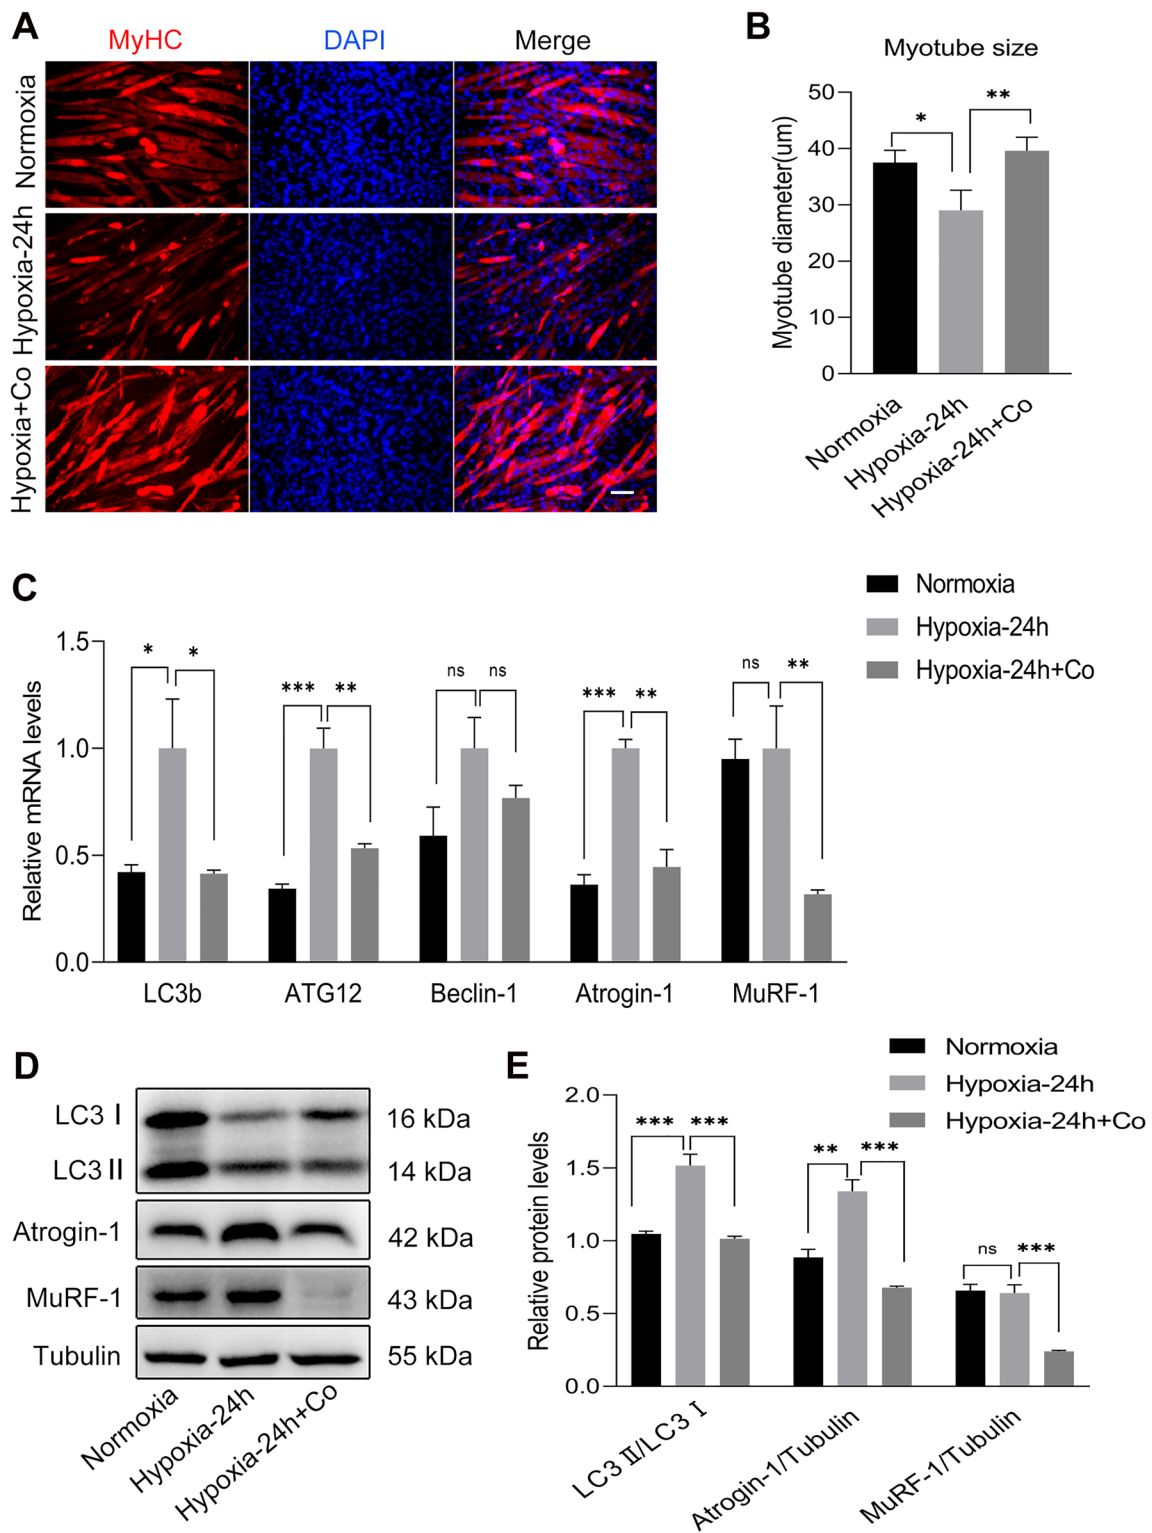 A
MyHC
DAPI
Merge
Normoxia
Hypoxia-24h
Hypoxia+Co
B
Myotube size
Myotube diameter(um)
50
40
30
20
10
0
*
**
Normoxia
Hypoxia-24h
Hypoxia-24h+Co
C
Normoxia
Hypoxia-24h
Hypoxia-24h+Co
Relative mRNA levels
1.5
1.0
0.5
0.0
* *
*** **
ns ns
*** **
ns **
LC3b ATG12 Beclin-1 Atrogin-1 MuRF-1
D
LC3 Ⅰ 16 kDa
LC3 Ⅱ 14 kDa
Atrogin-1 42 kDa
MuRF-1 43 kDa
Tubulin 55 kDa
Normoxia
Hypoxia-24h
Hypoxia-24h+Co
E
Normoxia
Hypoxia-24h
Hypoxia-24h+Co
Relative protein levels
2.0
1.5
1.0
0.5
0.0
*** ***
** ***
ns ***
LC3 Ⅱ/LC3 Ⅰ
Atrogin-1/Tubulin
MuRF-1/Tubulin